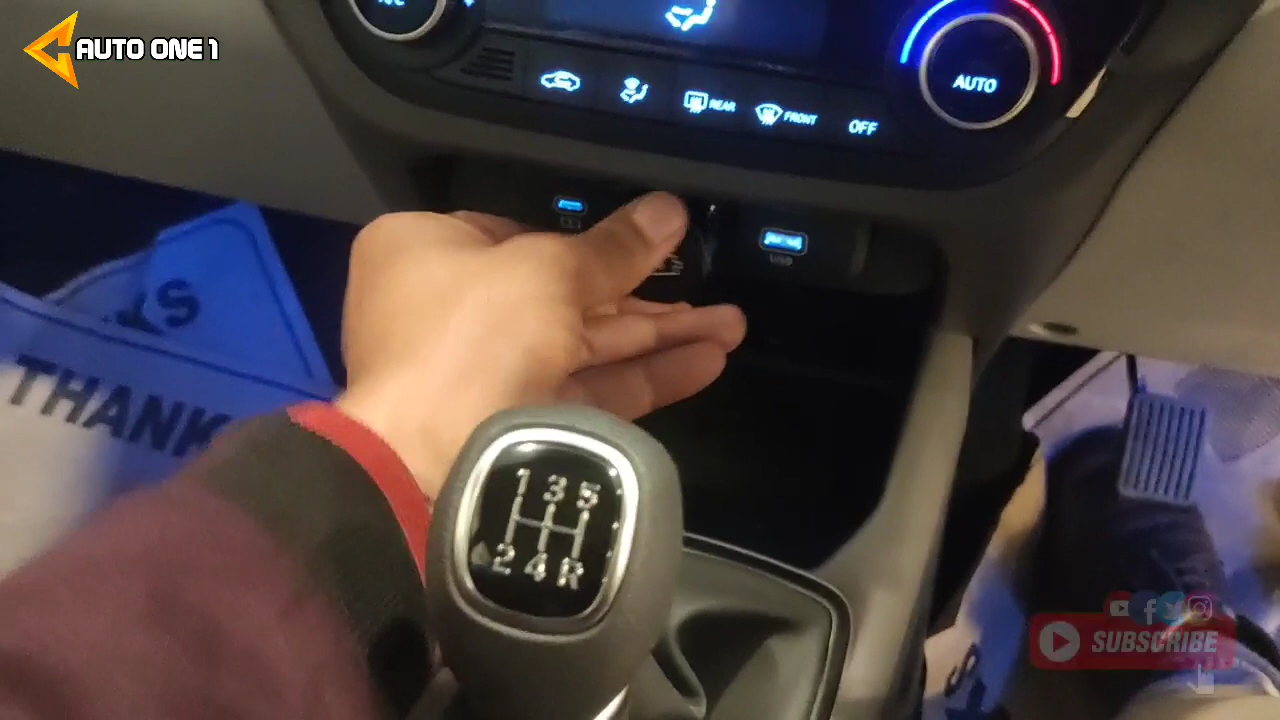 AUTO ONE 1
AUTO
REAR
FRONT
OFF
USB
THANK
1 3 5
2 4 R
SUBSCRIBE